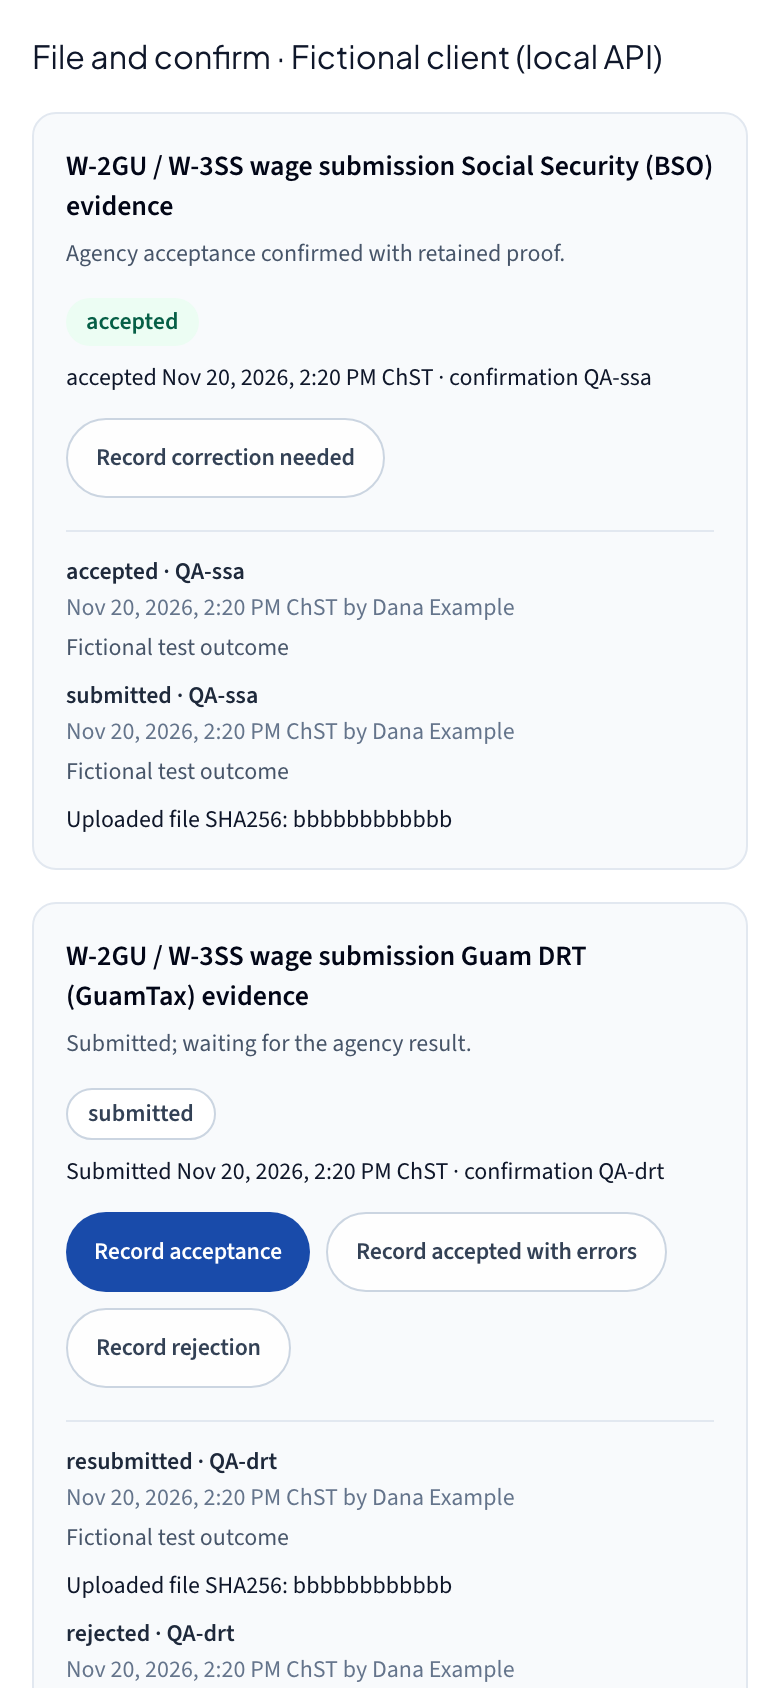 File and confirm · Fictional client (local API)
W-2GU / W-3SS wage submission Social Security (BSO)
evidence
Agency acceptance confirmed with retained proof.
accepted
accepted Nov 20, 2026, 2:20 PM ChST · confirmation QA-ssa
Record correction needed
accepted · QA-ssa
Nov 20, 2026, 2:20 PM ChST by Dana Example
Fictional test outcome
submitted · QA-ssa
Nov 20, 2026, 2:20 PM ChST by Dana Example
Fictional test outcome
Uploaded file SHA256: bbbbbbbbbbbb
W-2GU / W-3SS wage submission Guam DRT
(GuamTax) evidence
Submitted; waiting for the agency result.
submitted
Submitted Nov 20, 2026, 2:20 PM ChST · confirmation QA-drt
Record acceptance
Record accepted with errors
Record rejection
resubmitted · QA-drt
Nov 20, 2026, 2:20 PM ChST by Dana Example
Fictional test outcome
Uploaded file SHA256: bbbbbbbbbbbb
rejected · QA-drt
Nov 20, 2026, 2:20 PM ChST by Dana Example